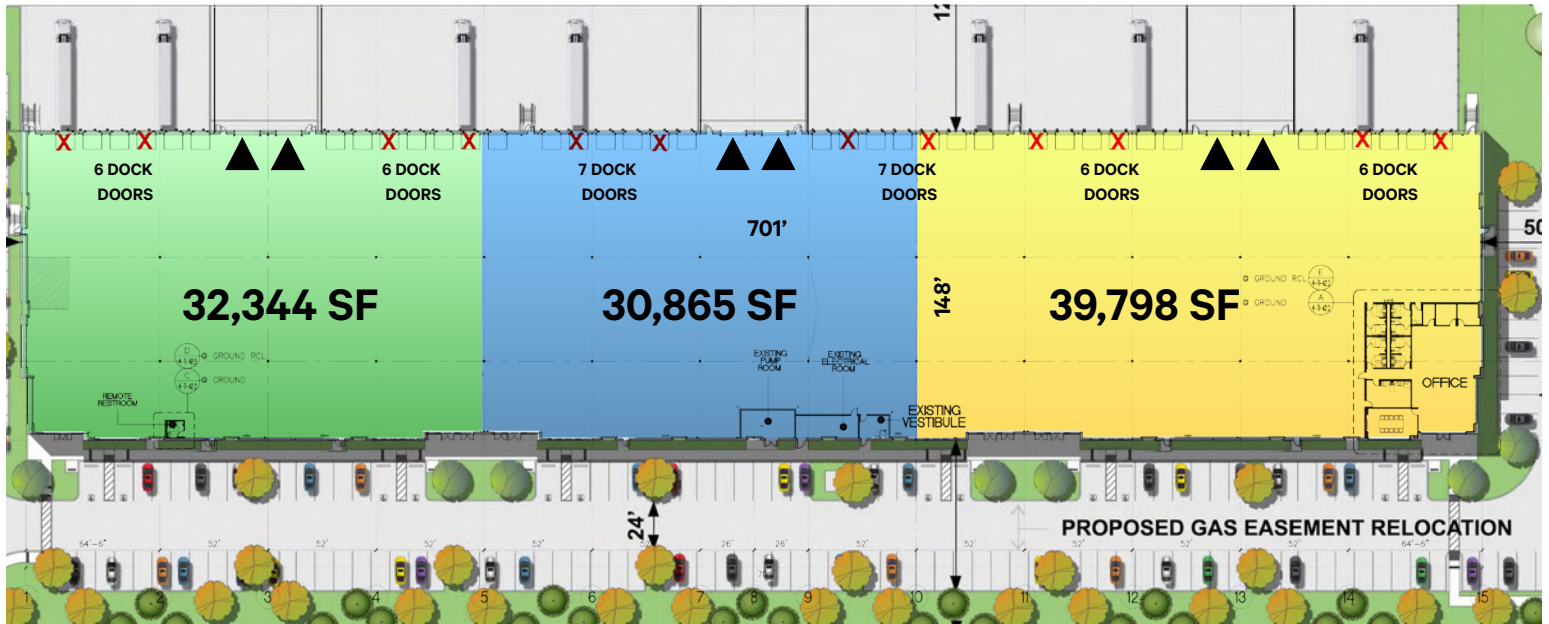 12
6 DOCK
DOORS
6 DOCK
DOORS
7 DOCK
DOORS
7 DOCK
DOORS
6 DOCK
DOORS
6 DOCK
DOORS
701'
50
32,344 SF
30,865 SF
148'
39,798 SF
GROUND RCL
E
GROUND
A
D
GROUND RCL
C
GROUND
REMOTE
RESTROOM
EXISTING
PUMP
ROOM
EXISTING
ELECTRICAL
ROOM
EXISTING
VESTIBULE
OFFICE
24'
PROPOSED GAS EASEMENT RELOCATION
64'-6"
52'
52'
52'
52'
52'
26'
26'
52'
52'
52'
52'
52'
64'-6"
1
2
3
4
5
6
7
8
9
10
11
12
13
14
15